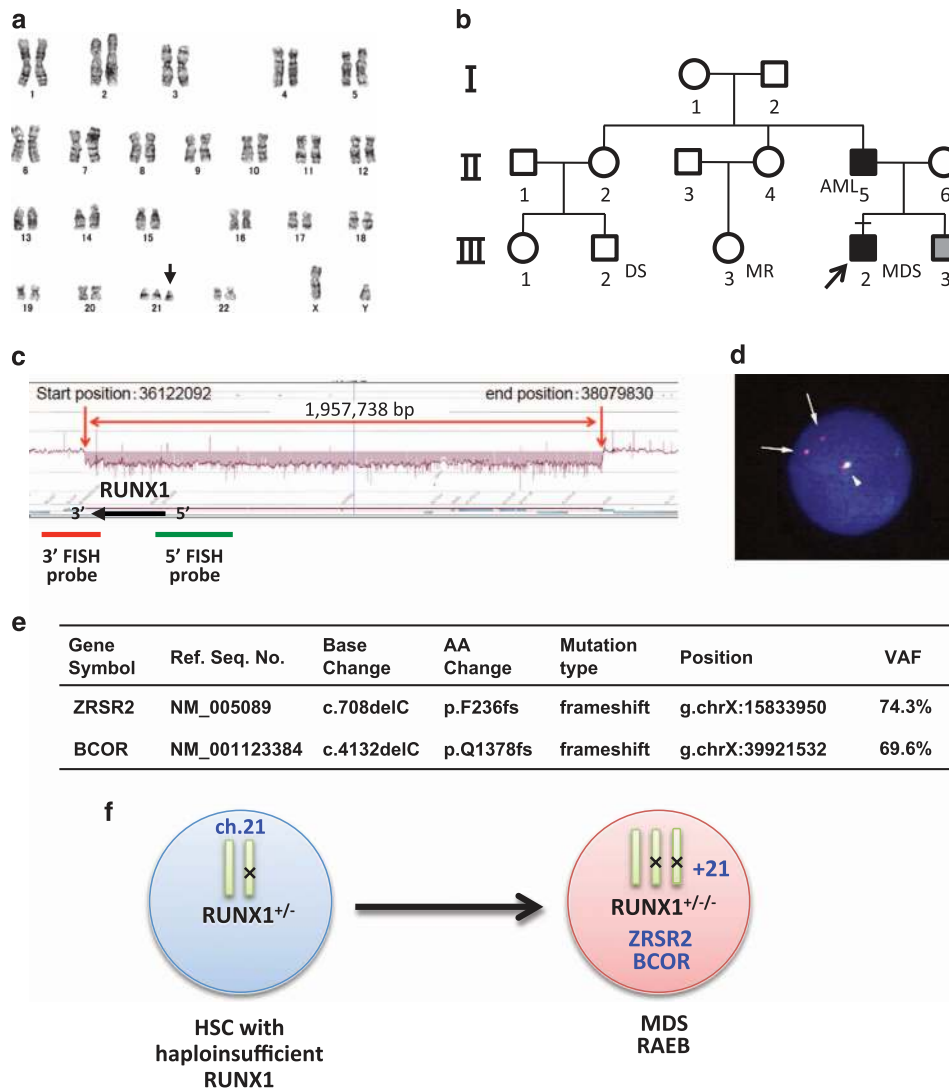 a
1 2 3 4 5
6 7 8 9 10 11 12
13 14 15 16 17 18
19 20 21 22 X Y
b
I
1 2
II
AML
1 2 3 4 5 6
III
DS MR MDS
1 2 3 2 3
c
Start position:36122092
end position:38079830
1,957,738 bp
RUNX1
3' 5'
3' FISH probe
5' FISH probe
d
e
Gene Symbol Ref. Seq. No. Base Change AA Change Mutation type Position VAF
ZRSR2 NM_005089 c.708delC p.F236fs frameshift g.chrX:15833950 74.3%
BCOR NM_001123384 c.4132delC p.Q1378fs frameshift g.chrX:39921532 69.6%
f
ch.21
× 
RUNX1+/-
HSC with
haploinsufficient
RUNX1
× ×
+21
RUNX1+/-/-
ZRSR2
BCOR
MDS
RAEB